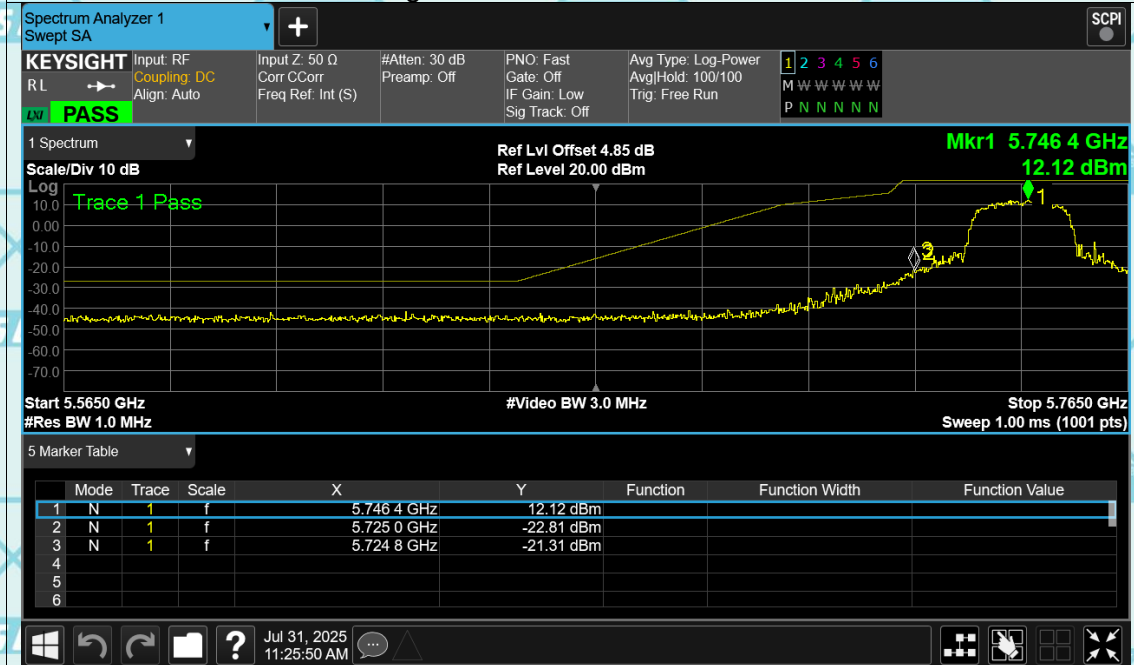 Spectrum Analyzer 1
Swept SA
+
SCPI
KEYSIGHT
RL
LXI PASS
Input: RF
Coupling: DC
Align: Auto
Input Z: 50 Ω
Corr CCorr
Freq Ref: Int (S)
#Atten: 30 dB
Preamp: Off
PNO: Fast
Gate: Off
IF Gain: Low
Sig Track: Off
Avg Type: Log-Power
Avg|Hold: 100/100
Trig: Free Run
1 2 3 4 5 6
M W W W W W
P N N N N N
1 Spectrum
Scale/Div 10 dB
Ref Lvl Offset 4.85 dB
Ref Level 20.00 dBm
Mkr1 5.746 4 GHz
12.12 dBm
Log
Trace 1 Pass
10.0
0.00
-10.0
-20.0
-30.0
-40.0
-50.0
-60.0
-70.0
1
Start 5.5650 GHz
#Video BW 3.0 MHz
Stop 5.7650 GHz
#Res BW 1.0 MHz
Sweep 1.00 ms (1001 pts)
5 Marker Table
Mode Trace Scale X Y Function Function Width Function Value
1 N 1 f 5.746 4 GHz 12.12 dBm
2 N 1 f 5.725 0 GHz -22.81 dBm
3 N 1 f 5.724 8 GHz -21.31 dBm
4
5
6
?
Jul 31, 2025
11:25:50 AM